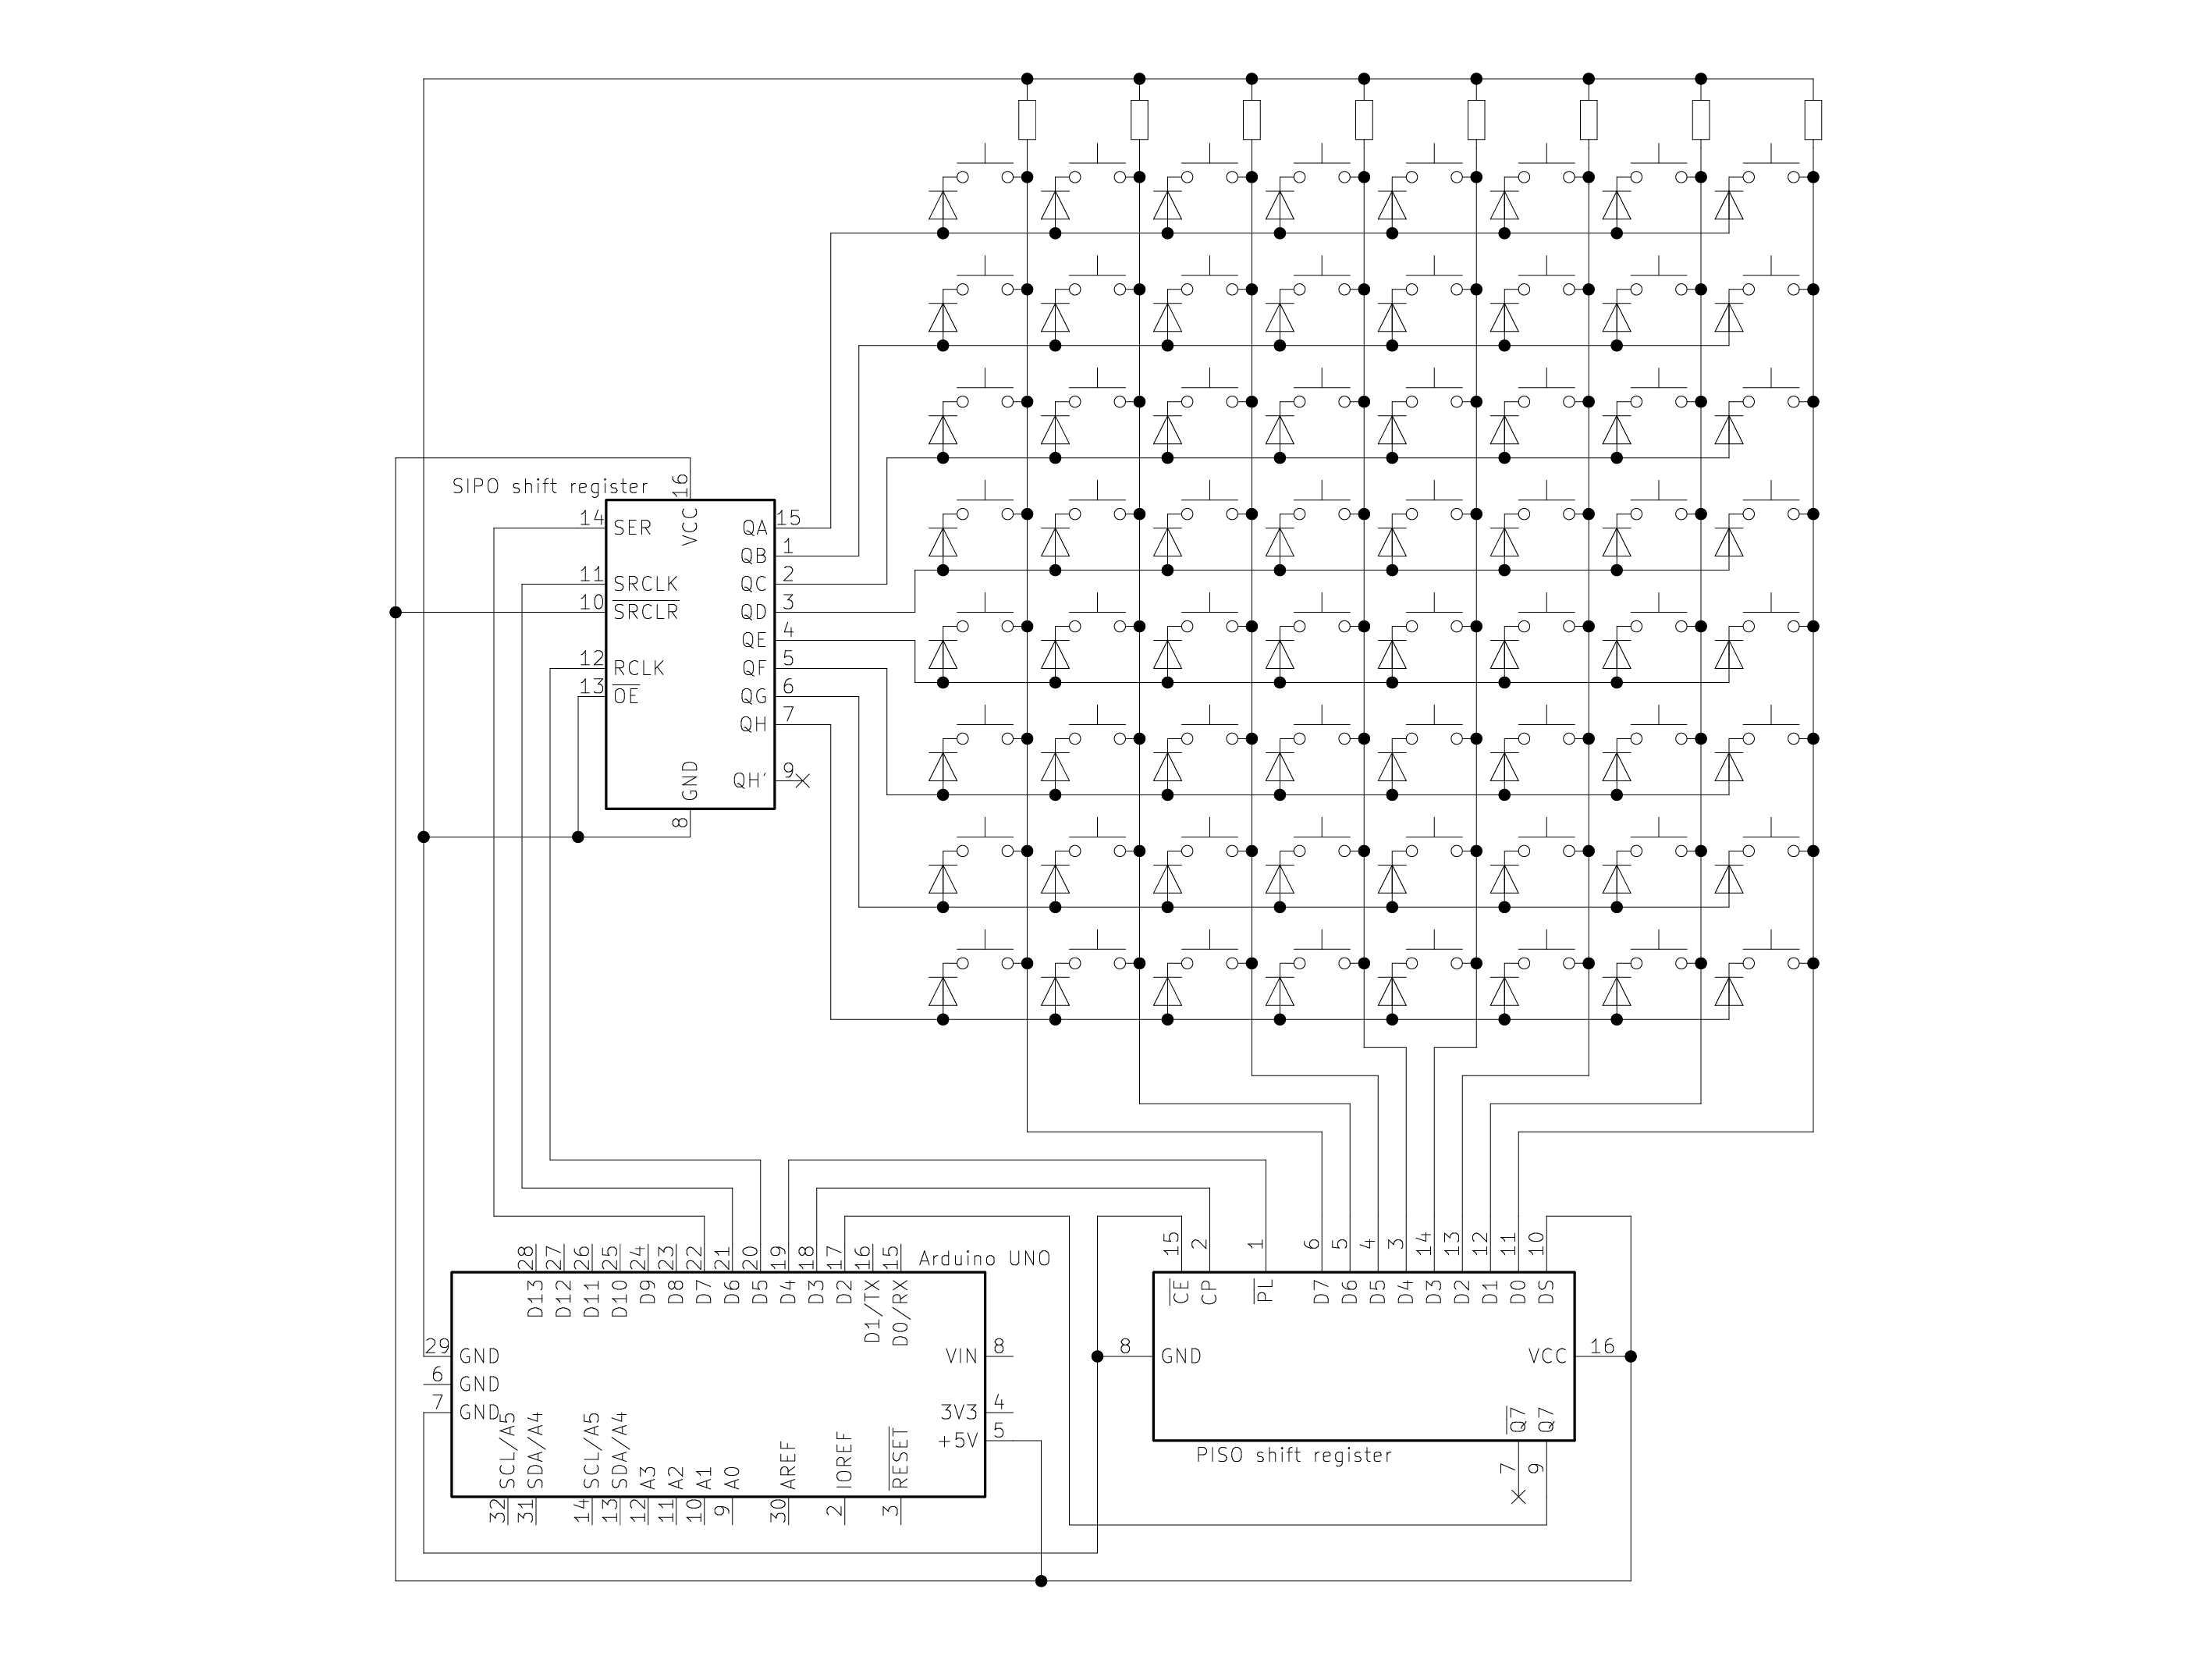 SIPO shift register
16
VCC
14 SER QA 15
QB 1
11 SRCLK QC 2
10 SRCLR QD 3
QE 4
12 RCLK QF 5
13 OE QG 6
QH 7
QH' 9
GND
8
Arduino UNO
28 27 26 25 24 23 22 21 20 19 18 17 16 15
D13 D12 D11 D10 D9 D8 D7 D6 D5 D4 D3 D2 D1/TX D0/RX
29 GND VIN 8
6 GND
7 GND 3V3 4
+5V 5
SCL/A5 SDA/A4 SCL/A5 SDA/A4 A3 A2 A1 A0 AREF IOREF RESET
32 31 14 13 12 11 10 9 30 2 3
15 2 1 6 5 4 3 14 13 12 11 10
CE CP PL D7 D6 D5 D4 D3 D2 D1 D0 DS
8 GND VCC 16
Q7 Q7
PISO shift register
7 9